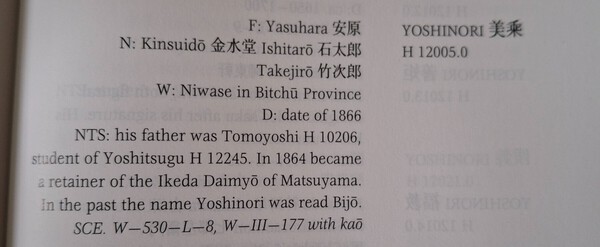 F: Yasuhara 安原
N: Kinsuidō 金水堂 Ishitarō 石太郎
Takejirō 竹次郎
W: Niwase in Bitchū Province
D: date of 1866
NTS: his father was Tomoyoshi H 10206,
student of Yoshitsugu H 12245. In 1864 became
a retainer of the Ikeda Daimyō of Matsuyama.
In the past the name Yoshinori was read Bijō.
SCE. W—530—L—8, W—III—177 with kaō
YOSHINORI 美乗
H 12005.0